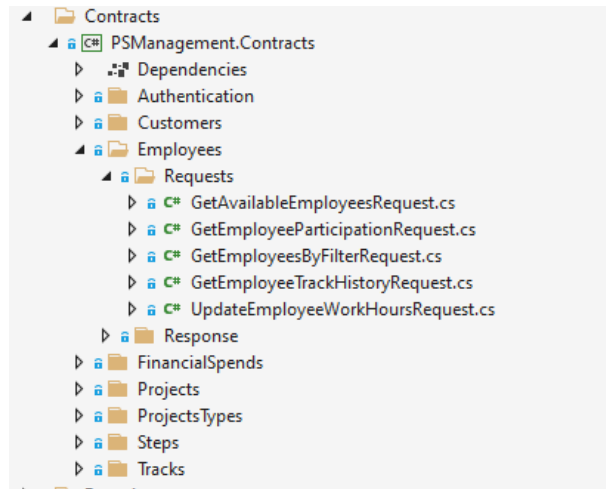 Contracts
C# PSManagement.Contracts
Dependencies
Authentication
Customers
Employees
Requests
C# GetAvailableEmployeesRequest.cs
C# GetEmployeeParticipationRequest.cs
C# GetEmployeesByFilterRequest.cs
C# GetEmployeeTrackHistoryRequest.cs
C# UpdateEmployeeWorkHoursRequest.cs
Response
FinancialSpends
Projects
ProjectsTypes
Steps
Tracks